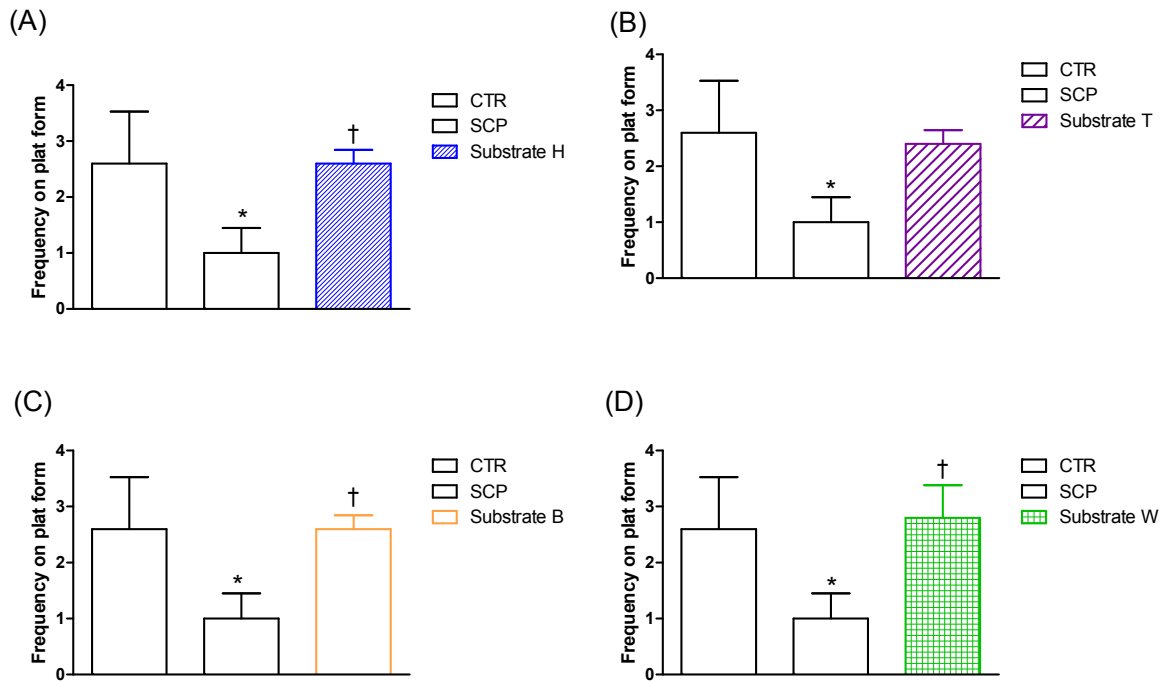 (A)
Frequency on plat form
4
3
2
1
0
*
†
CTR
SCP
Substrate H
(B)
Frequency on plat form
4
3
2
1
0
*
CTR
SCP
Substrate T
(C)
Frequency on plat form
4
3
2
1
0
*
†
CTR
SCP
Substrate B
(D)
Frequency on plat form
4
3
2
1
0
*
†
CTR
SCP
Substrate W